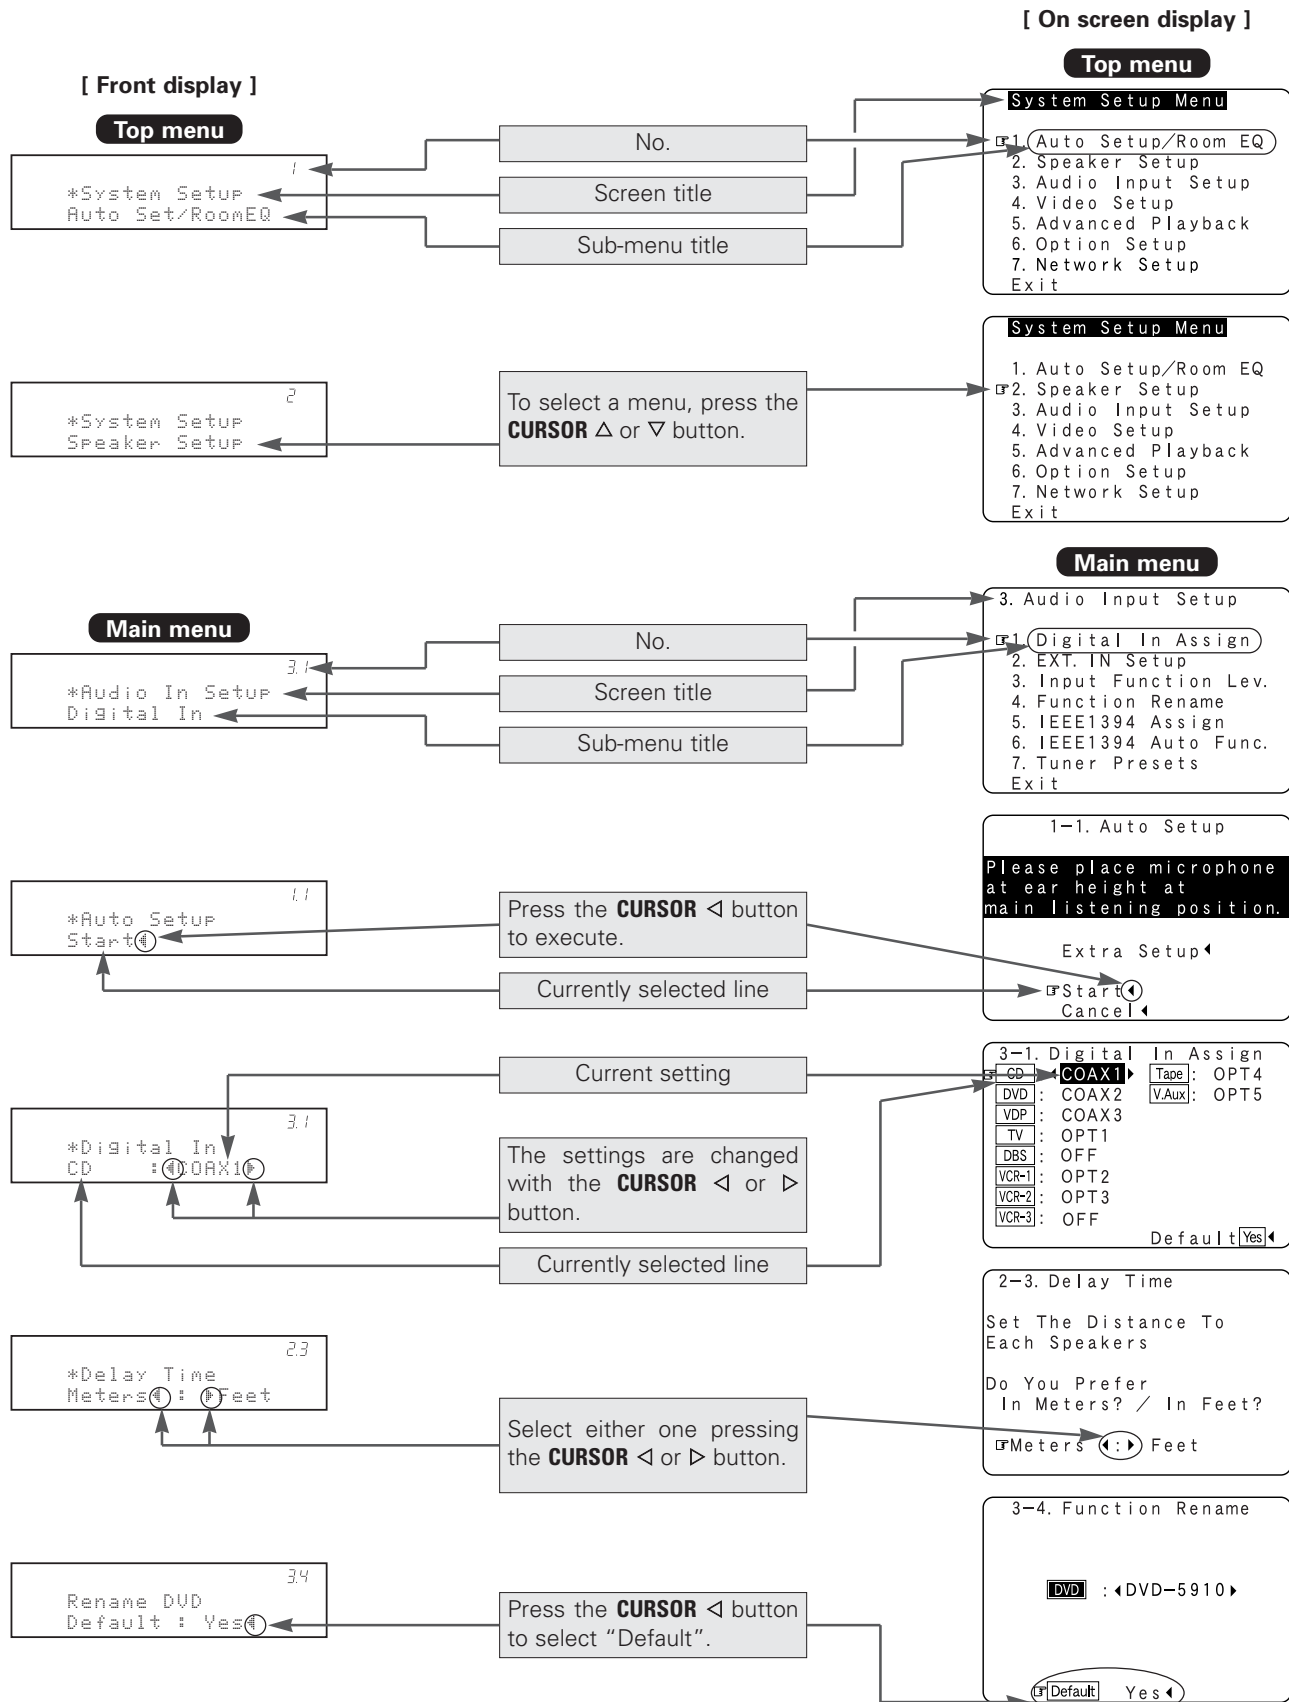 [ On screen display ]
[ Front display ]
Top menu
Top menu
1
*System Setup
Auto Set/RoomEQ
No.
Screen title
Sub-menu title
System Setup Menu
☞1. Auto Setup/Room EQ
2. Speaker Setup
3. Audio Input Setup
4. Video Setup
5. Advanced Playback
6. Option Setup
7. Network Setup
Exit
2
*System Setup
Speaker Setup
To select a menu, press the
CURSOR △ or ▽ button.
System Setup Menu
1. Auto Setup/Room EQ
☞2. Speaker Setup
3. Audio Input Setup
4. Video Setup
5. Advanced Playback
6. Option Setup
7. Network Setup
Exit
Main menu
Main menu
3.1
*Audio In Setup
Digital In
No.
Screen title
Sub-menu title
3. Audio Input Setup
☞1. Digital In Assign
2. EXT. IN Setup
3. Input Function Lev.
4. Function Rename
5. IEEE1394 Assign
6. IEEE1394 Auto Func.
7. Tuner Presets
Exit
1.1
*Auto Setup
Start◀
Press the CURSOR ◁ button
to execute.
Currently selected line
1-1. Auto Setup
Please place microphone
at ear height at
main listening position.
Extra Setup◀
☞Start◀
Cancel◀
3.1
*Digital In
CD :◀COAX1▶
Current setting
The settings are changed
with the CURSOR ◁ or ▷
button.
Currently selected line
3-1. Digital In Assign
☞CD ◀COAX1▶ Tape: OPT4
DVD: COAX2 V.Aux: OPT5
VDP: COAX3
TV: OPT1
DBS: OFF
VCR-1: OPT2
VCR-2: OPT3
VCR-3: OFF
Default Yes◀
2.3
*Delay Time
Meters◀ : ▶Feet
Select either one pressing
the CURSOR ◁ or ▷ button.
2-3. Delay Time
Set The Distance To
Each Speakers
Do You Prefer
In Meters? / In Feet?
☞Meters ◀:▶ Feet
3.4
Rename DVD
Default : Yes◀
Press the CURSOR ◁ button
to select “Default”.
3-4. Function Rename
DVD :◀DVD-5910▶
☞Default Yes◀